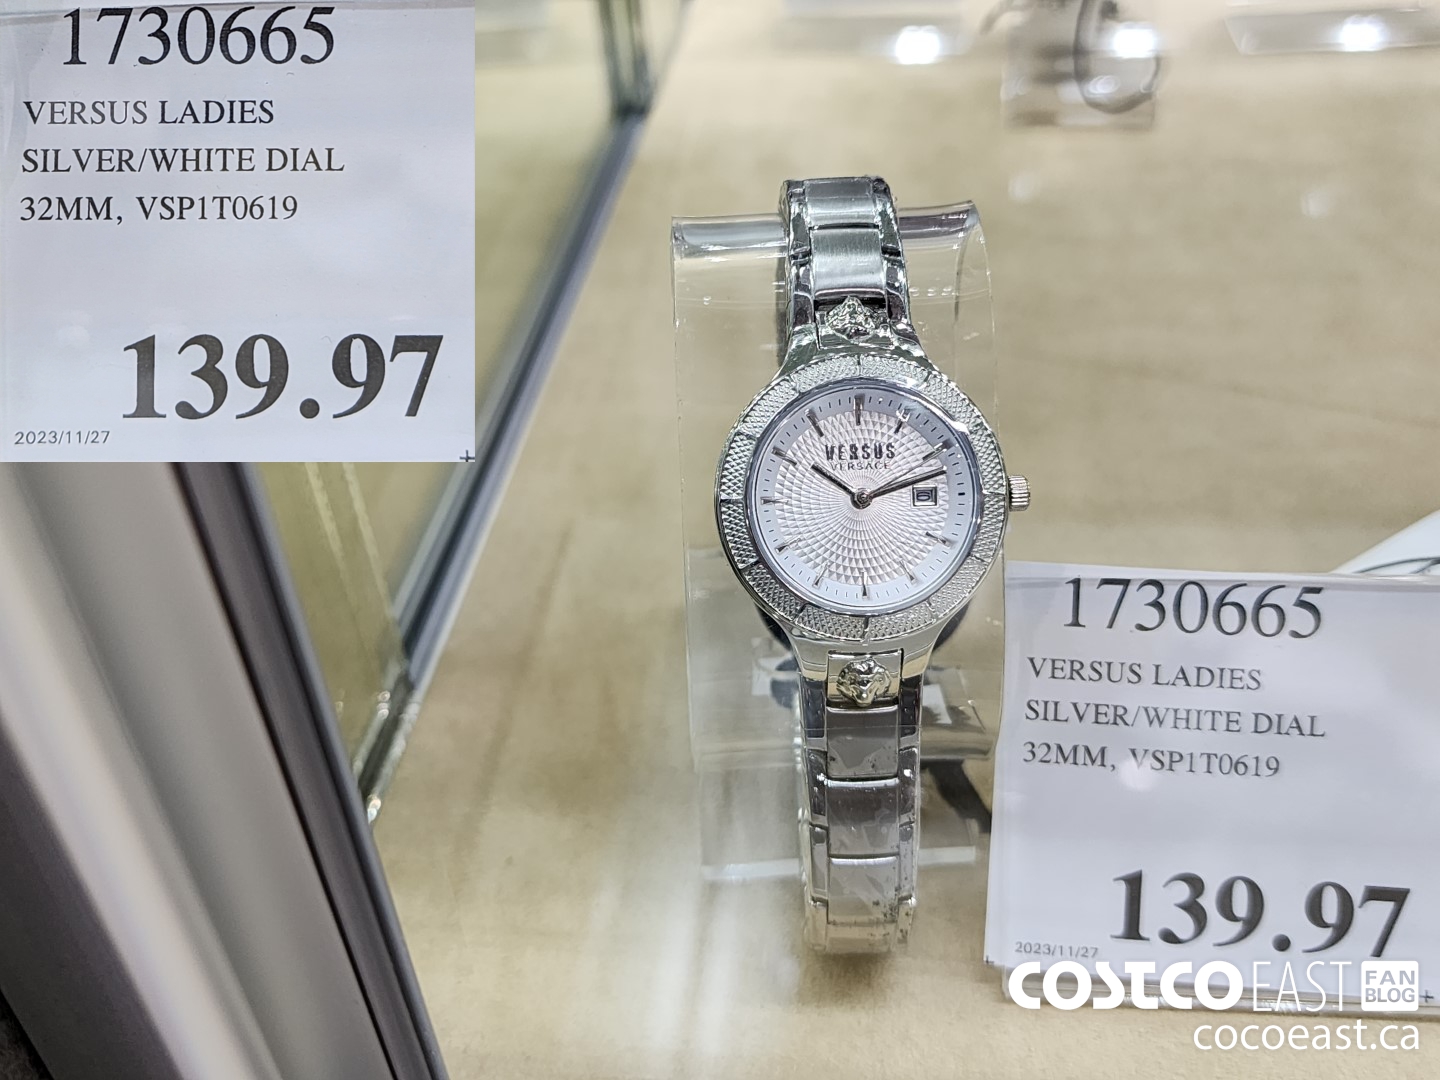 1730665
VERSUS LADIES
SILVER/WHITE DIAL
32MM, VSP1T0619
139.97
2023/11/27
VERSUS
VERSACE
1730665
VERSUS LADIES
SILVER/WHITE DIAL
32MM, VSP1T0619
139.97
2023/11/27
COSTCO EAST FAN BLOG
cocoeast.ca